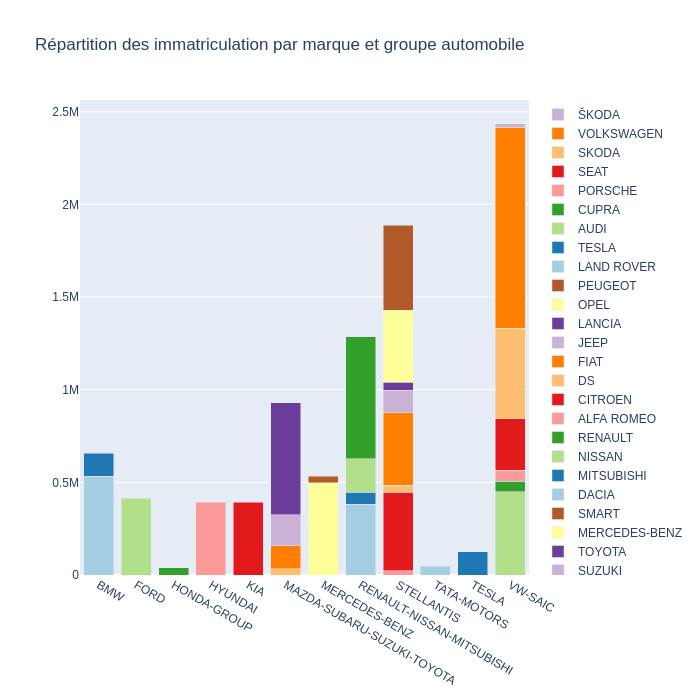 Répartition des immatriculation par marque et groupe automobile
2.5M
2M
1.5M
1M
0.5M
0
BMW
FORD
HONDA-GROUP
HYUNDAI
KIA
MAZDA-SUBARU-SUZUKI-TOYOTA
MERCEDES-BENZ
RENAULT-NISSAN-MITSUBISHI
STELLANTIS
TATA-MOTORS
TESLA
VW-SAIC
ŠKODA
VOLKSWAGEN
SKODA
SEAT
PORSCHE
CUPRA
AUDI
TESLA
LAND ROVER
PEUGEOT
OPEL
LANCIA
JEEP
FIAT
DS
CITROEN
ALFA ROMEO
RENAULT
NISSAN
MITSUBISHI
DACIA
SMART
MERCEDES-BENZ
TOYOTA
SUZUKI